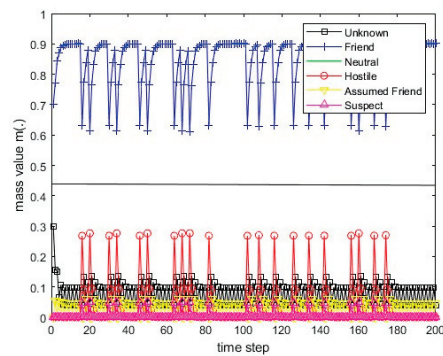 1
0.9
0.8
0.7
0.6
0.5
0.4
0.3
0.2
0.1
0
mass value m(.)
Unknown
Friend
Neutral
Hostile
Assumed Friend
Suspect
0 20 40 60 80 100 120 140 160 180 200
time step